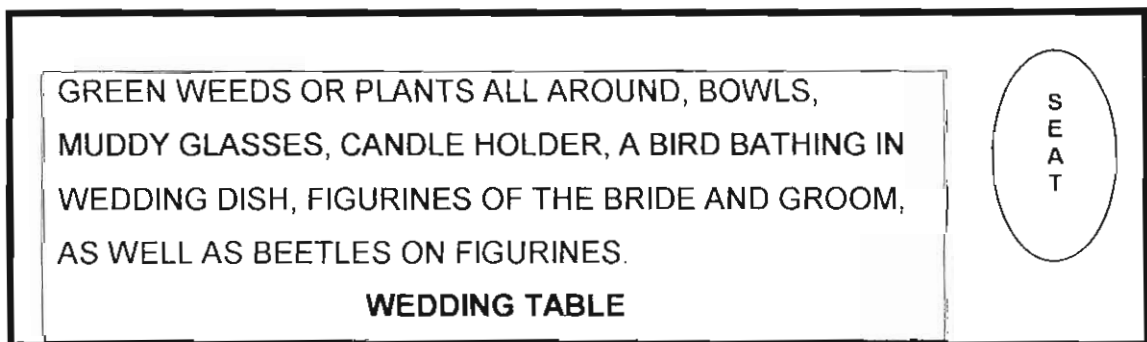 GREEN WEEDS OR PLANTS ALL AROUND, BOWLS,
MUDDY GLASSES, CANDLE HOLDER, A BIRD BATHING IN
WEDDING DISH, FIGURINES OF THE BRIDE AND GROOM,
AS WELL AS BEETLES ON FIGURINES.
WEDDING TABLE
SEAT